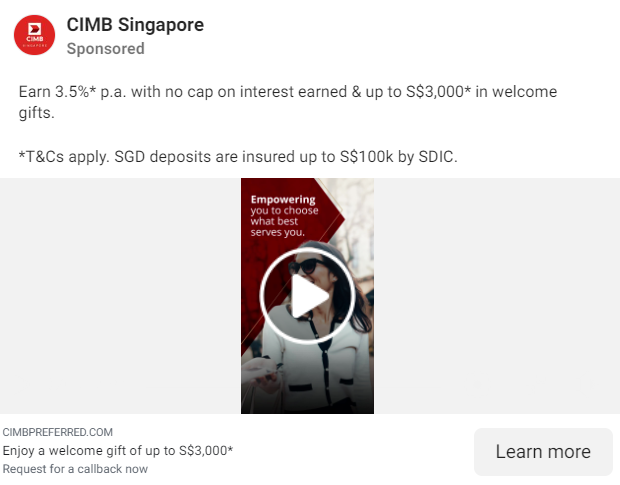 CIMB
SINGAPORE
CIMB Singapore
Sponsored
Earn 3.5%* p.a. with no cap on interest earned & up to S$3,000* in welcome
gifts.
*T&Cs apply. SGD deposits are insured up to S$100k by SDIC.
Empowering
you to choose
what best
serves you.
CIMBPREFERRED.COM
Enjoy a welcome gift of up to S$3,000*
Request for a callback now
Learn more